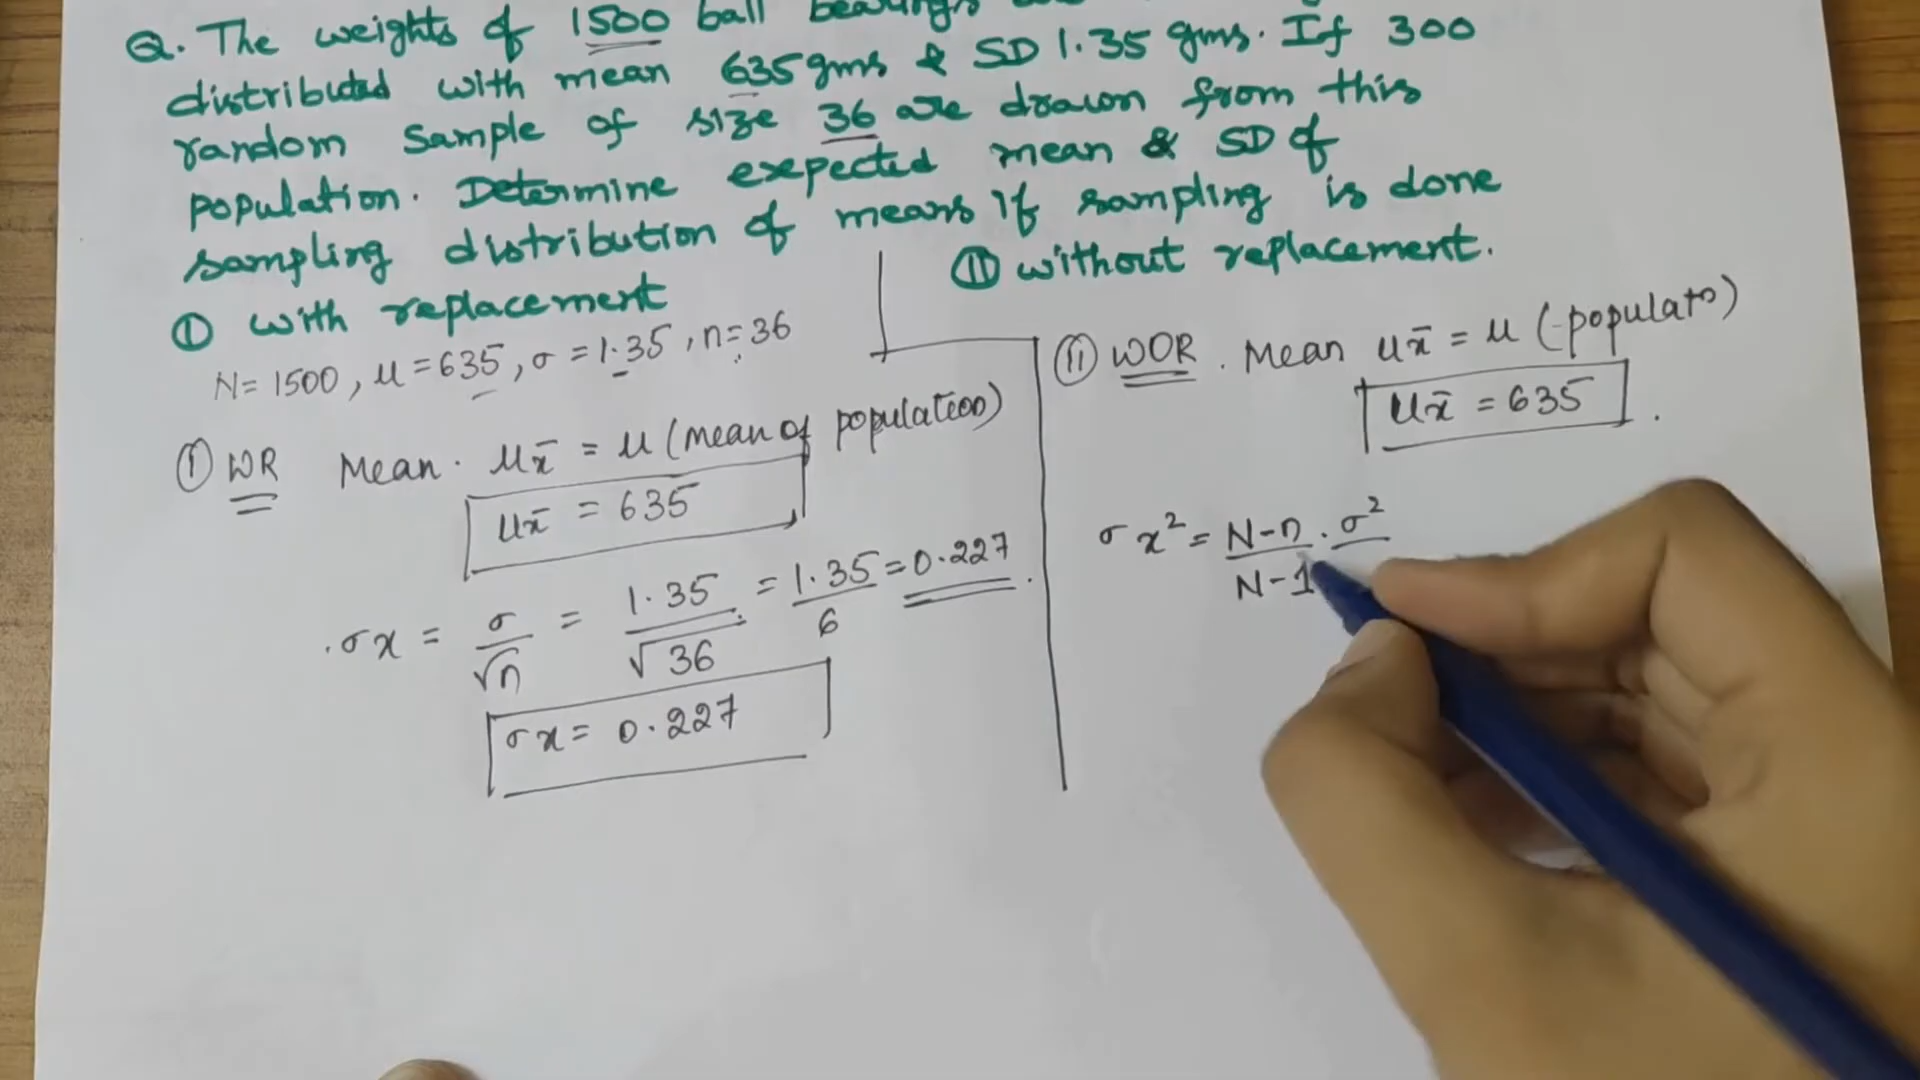 Q. The weights of 1500 ball bearings
distributed with mean 635gms & SD 1.35 gms. If 300
random sample of size 36 are drawn from this
population. Determine exepected mean & SD of
sampling distribution of means if sampling is done
I with replacement
II without replacement.
N= 1500, μ=635, σ=1.35, n=36
I WR Mean. μx̄ = μ (mean of population)
μx̄ = 635
σx = σ/√n = 1.35/√36 = 1.35/6 = 0.227
σx = 0.227
II WOR. Mean μx̄ = μ (populato)
μx̄ = 635
σx² = N-n/N-1 . σ²